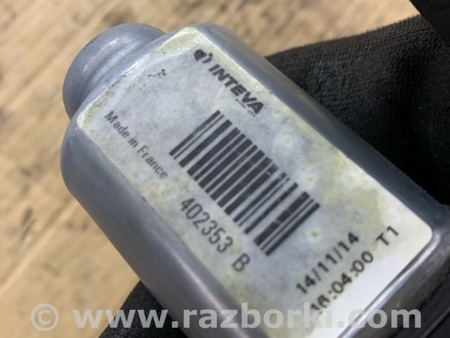 INTEVA
Made in France
402353 B
14/11/14
16:04:00 T1
© www.razborki.com